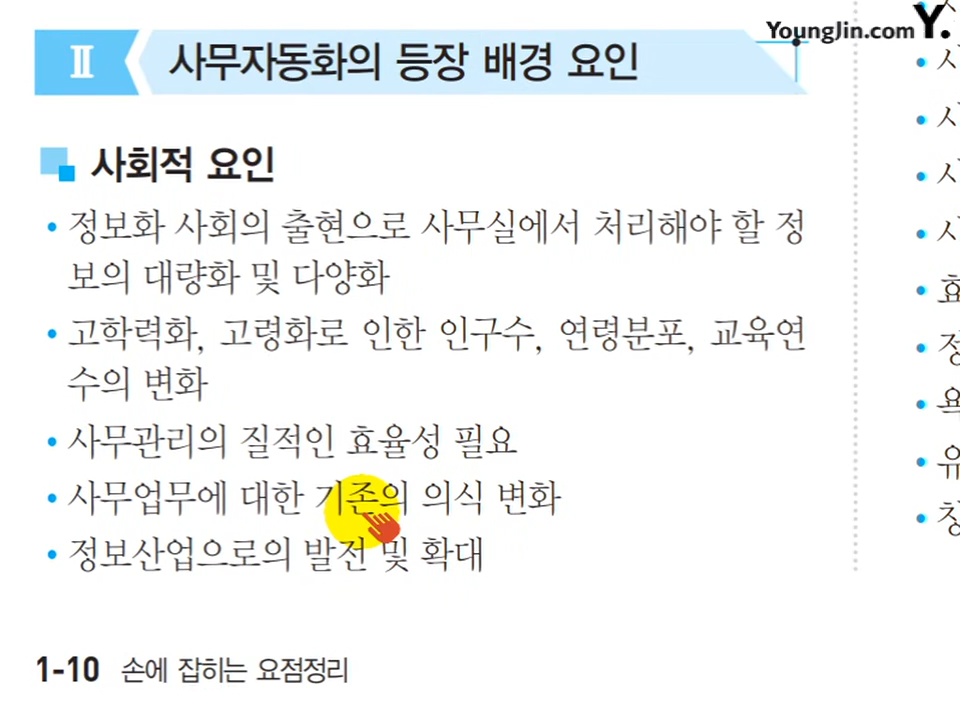 YoungJin.com Y.
Ⅱ 사무자동화의 등장 배경 요인
사회적 요인
• 정보화 사회의 출현으로 사무실에서 처리해야 할 정
보의 대량화 및 다양화
• 고학력화, 고령화로 인한 인구수, 연령분포, 교육연
수의 변화
• 사무관리의 질적인 효율성 필요
• 사무업무에 대한 기존의 의식 변화
• 정보산업으로의 발전 및 확대
1-10 손에 잡히는 요점정리